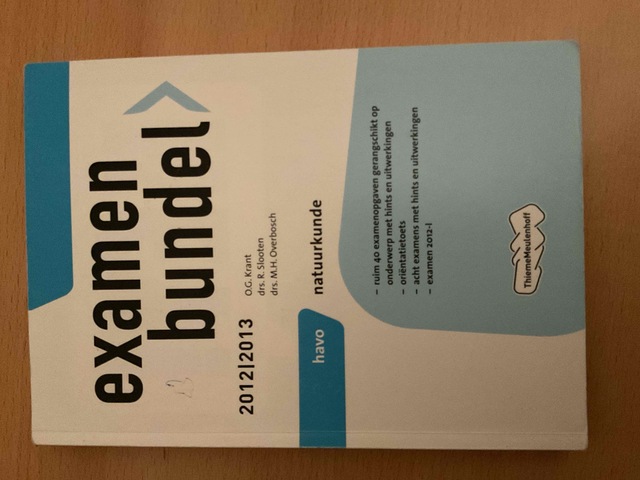 examen
bundel
2012|2013
O.G. Krant
drs. R. Slooten
drs. M.H. Overbosch
havo
natuurkunde
– ruim 40 examenopgaven gerangschikt op
onderwerp met hints en uitwerkingen
– oriëntatietoets
– acht examens met hints en uitwerkingen
– examen 2012-I
ThiemeMeulenhoff